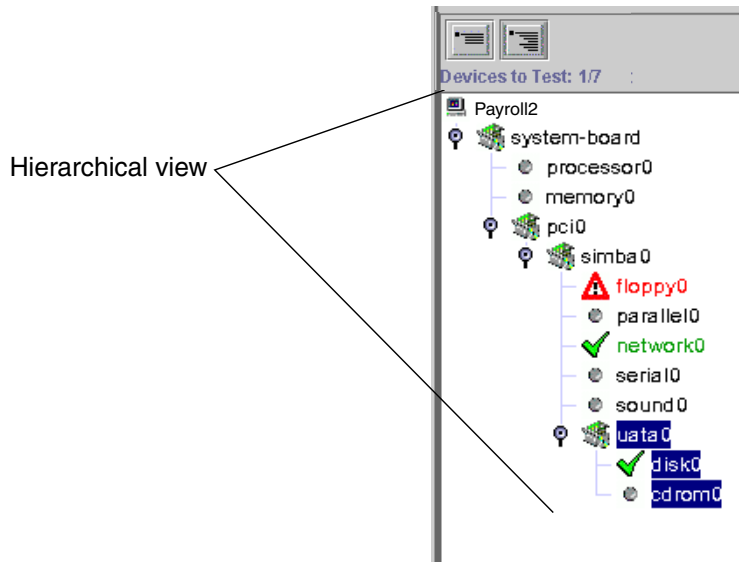 Devices to Test: 1/7 :
Payroll2
system-board
Hierarchical view
processor0
memory0
pci0
simba0
floppy0
parallel0
network0
serial0
sound0
uata0
disk0
cdrom0